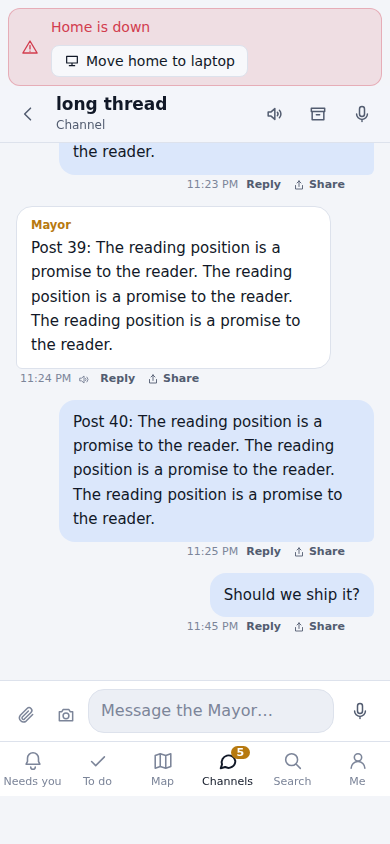 Home is down
Move home to laptop
long thread
Channel
the reader.
11:23 PM Reply Share
Mayor
Post 39: The reading position is a
promise to the reader. The reading
position is a promise to the reader.
The reading position is a promise to
the reader.
11:24 PM Reply Share
Post 40: The reading position is a
promise to the reader. The reading
position is a promise to the reader.
The reading position is a promise to
the reader.
11:25 PM Reply Share
Should we ship it?
11:45 PM Reply Share
Message the Mayor…
5
Needs you To do Map Channels Search Me